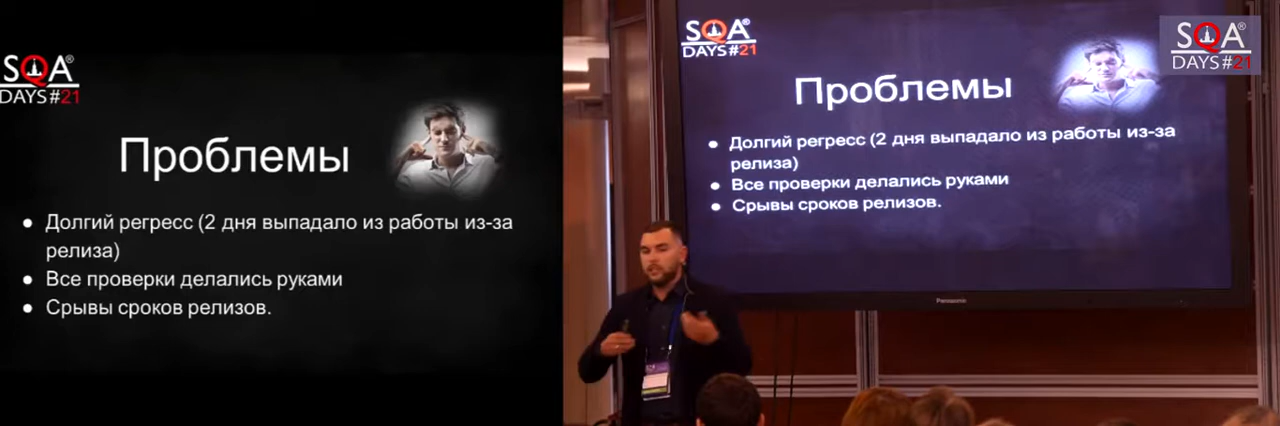 SQA®
DAYS#21
Проблемы
● Долгий регресс (2 дня выпадало из работы из-за
релиза)
● Все проверки делались руками
● Срывы сроков релизов.
SQA®
DAYS#21
Проблемы
● Долгий регресс (2 дня выпадало из работы из-за
релиза)
● Все проверки делались руками
● Срывы сроков релизов.
Panasonic
SQA®
DAYS#21